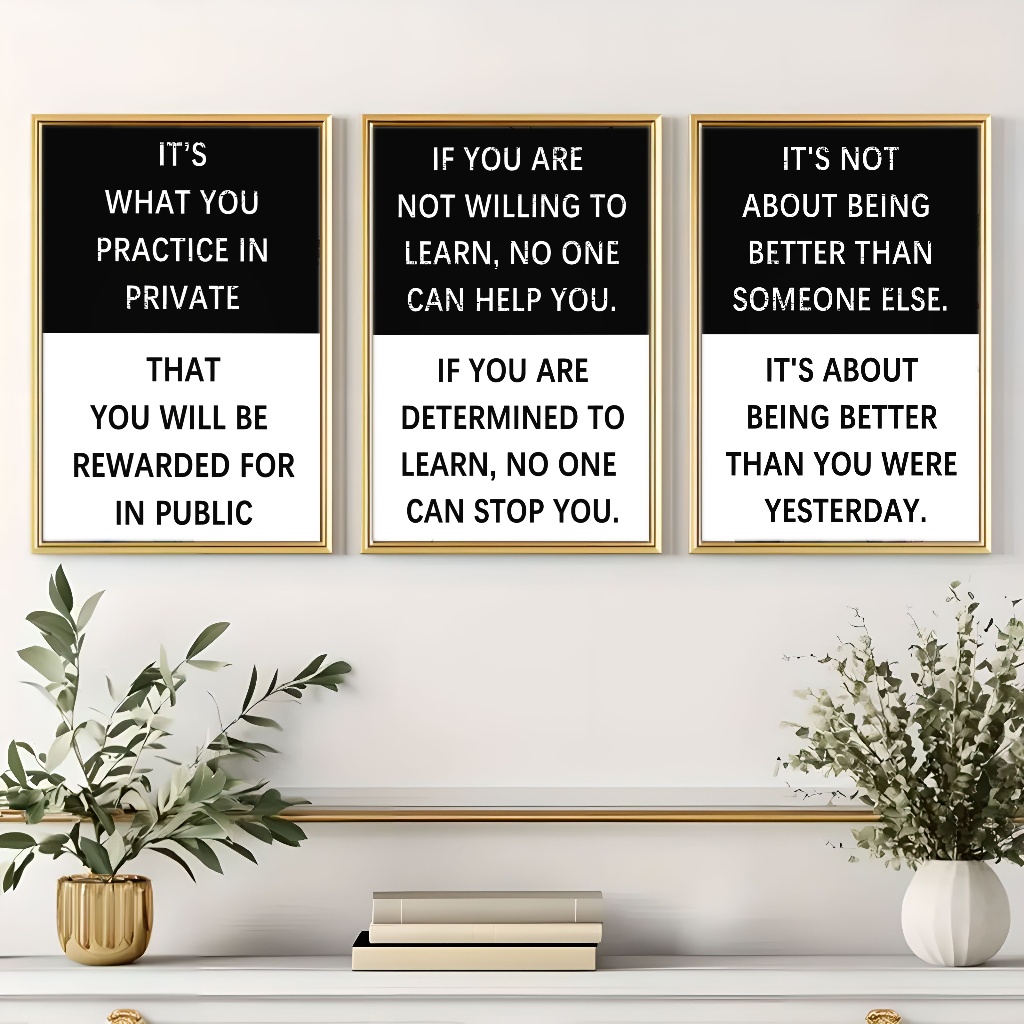 IT’S
WHAT YOU
PRACTICE IN
PRIVATE
THAT
YOU WILL BE
REWARDED FOR
IN PUBLIC
IF YOU ARE
NOT WILLING TO
LEARN, NO ONE
CAN HELP YOU.
IF YOU ARE
DETERMINED TO
LEARN, NO ONE
CAN STOP YOU.
IT'S NOT
ABOUT BEING
BETTER THAN
SOMEONE ELSE.
IT'S ABOUT
BEING BETTER
THAN YOU WERE
YESTERDAY.